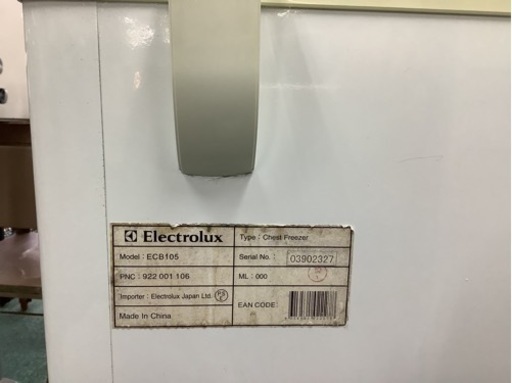 Electrolux
Type : Chest Freezer
Model : ECB105
Serial No. : 03902327
PNC : 922 001 106
ML : 000
Importer : Electrolux Japan Ltd.
EAN CODE:
Made In China